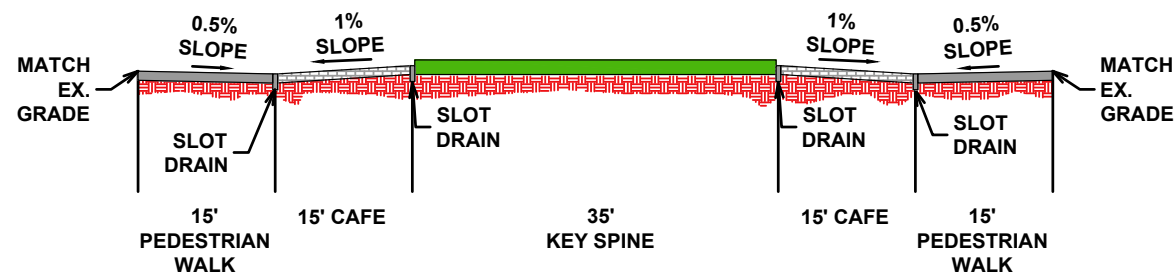 0.5%
SLOPE
1%
SLOPE
1%
SLOPE
0.5%
SLOPE
MATCH
EX.
GRADE
MATCH
EX.
GRADE
SLOT
DRAIN
SLOT
DRAIN
SLOT
DRAIN
SLOT
DRAIN
15'
PEDESTRIAN
WALK
15' CAFE
35'
KEY SPINE
15' CAFE
15'
PEDESTRIAN
WALK